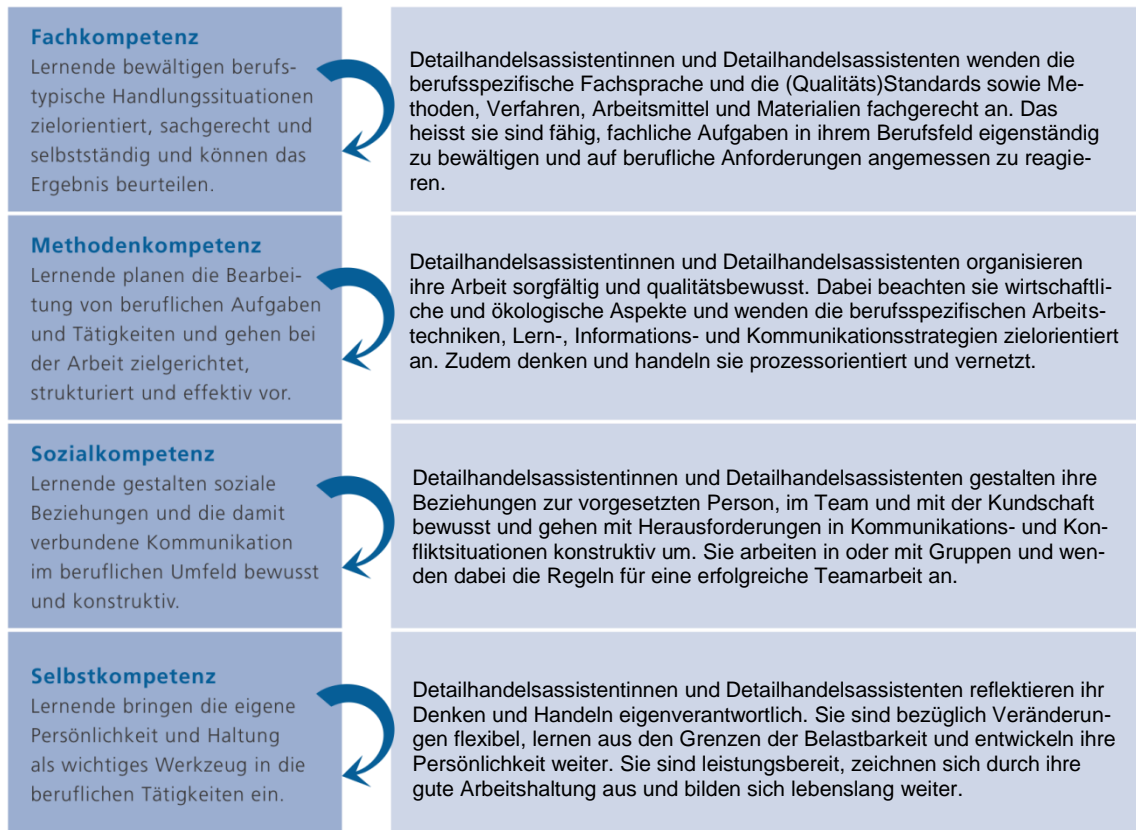 Fachkompetenz
Lernende bewältigen berufs-
typische Handlungssituationen
zielorientiert, sachgerecht und
selbstständig und können das
Ergebnis beurteilen.
Detailhandelsassistentinnen und Detailhandelsassistenten wenden die
berufsspezifische Fachsprache und die (Qualitäts)Standards sowie Me-
thoden, Verfahren, Arbeitsmittel und Materialien fachgerecht an. Das
heisst sie sind fähig, fachliche Aufgaben in ihrem Berufsfeld eigenständig
zu bewältigen und auf berufliche Anforderungen angemessen zu reagie-
ren.
Methodenkompetenz
Lernende planen die Bearbei-
tung von beruflichen Aufgaben
und Tätigkeiten und gehen bei
der Arbeit zielgerichtet,
strukturiert und effektiv vor.
Detailhandelsassistentinnen und Detailhandelsassistenten organisieren
ihre Arbeit sorgfältig und qualitätsbewusst. Dabei beachten sie wirtschaftli-
che und ökologische Aspekte und wenden die berufsspezifischen Arbeits-
techniken, Lern-, Informations- und Kommunikationsstrategien zielorientiert
an. Zudem denken und handeln sie prozessorientiert und vernetzt.
Sozialkompetenz
Lernende gestalten soziale
Beziehungen und die damit
verbundene Kommunikation
im beruflichen Umfeld bewusst
und konstruktiv.
Detailhandelsassistentinnen und Detailhandelsassistenten gestalten ihre
Beziehungen zur vorgesetzten Person, im Team und mit der Kundschaft
bewusst und gehen mit Herausforderungen in Kommunikations- und Kon-
fliktsituationen konstruktiv um. Sie arbeiten in oder mit Gruppen und wen-
den dabei die Regeln für eine erfolgreiche Teamarbeit an.
Selbstkompetenz
Lernende bringen die eigene
Persönlichkeit und Haltung
als wichtiges Werkzeug in die
beruflichen Tätigkeiten ein.
Detailhandelsassistentinnen und Detailhandelsassistenten reflektieren ihr
Denken und Handeln eigenverantwortlich. Sie sind bezüglich Veränderun-
gen flexibel, lernen aus den Grenzen der Belastbarkeit und entwickeln ihre
Persönlichkeit weiter. Sie sind leistungsbereit, zeichnen sich durch ihre
gute Arbeitshaltung aus und bilden sich lebenslang weiter.